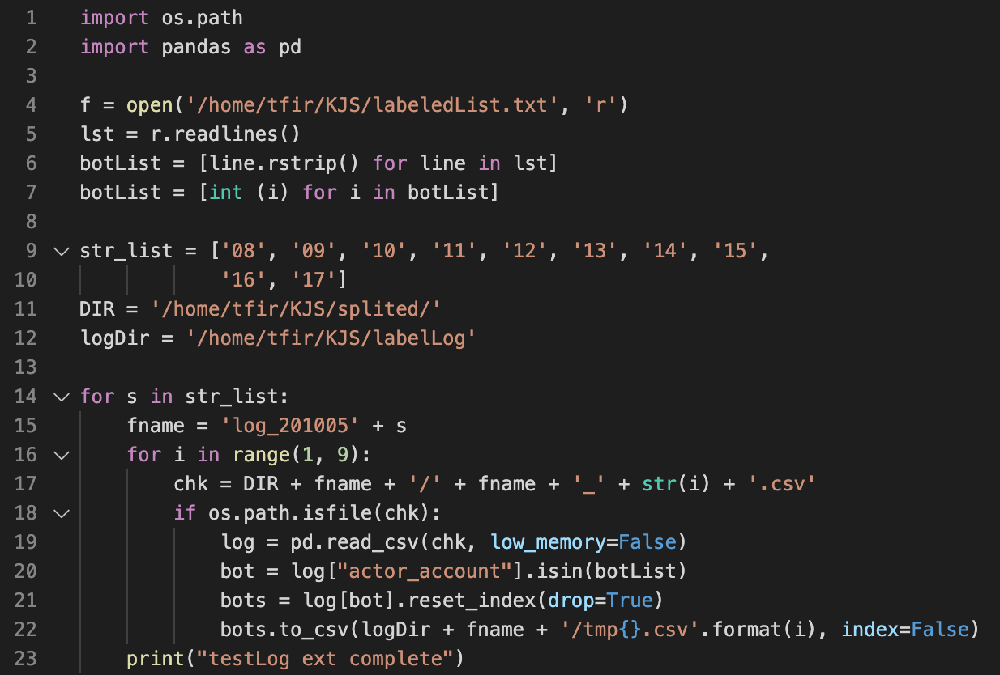 1 import os.path
2 import pandas as pd
3
4 f = open('/home/tfir/KJS/labeledList.txt', 'r')
5 lst = r.readlines()
6 botList = [line.rstrip() for line in lst]
7 botList = [int (i) for i in botList]
8
9 str_list = ['08', '09', '10', '11', '12', '13', '14', '15',
10 '16', '17']
11 DIR = '/home/tfir/KJS/splited/'
12 logDir = '/home/tfir/KJS/labelLog'
13
14 for s in str_list:
15 fname = 'log_201005' + s
16 for i in range(1, 9):
17 chk = DIR + fname + '/' + fname + '_' + str(i) + '.csv'
18 if os.path.isfile(chk):
19 log = pd.read_csv(chk, low_memory=False)
20 bot = log["actor_account"].isin(botList)
21 bots = log[bot].reset_index(drop=True)
22 bots.to_csv(logDir + fname + '/tmp{}.csv'.format(i), index=False)
23 print("testLog ext complete")